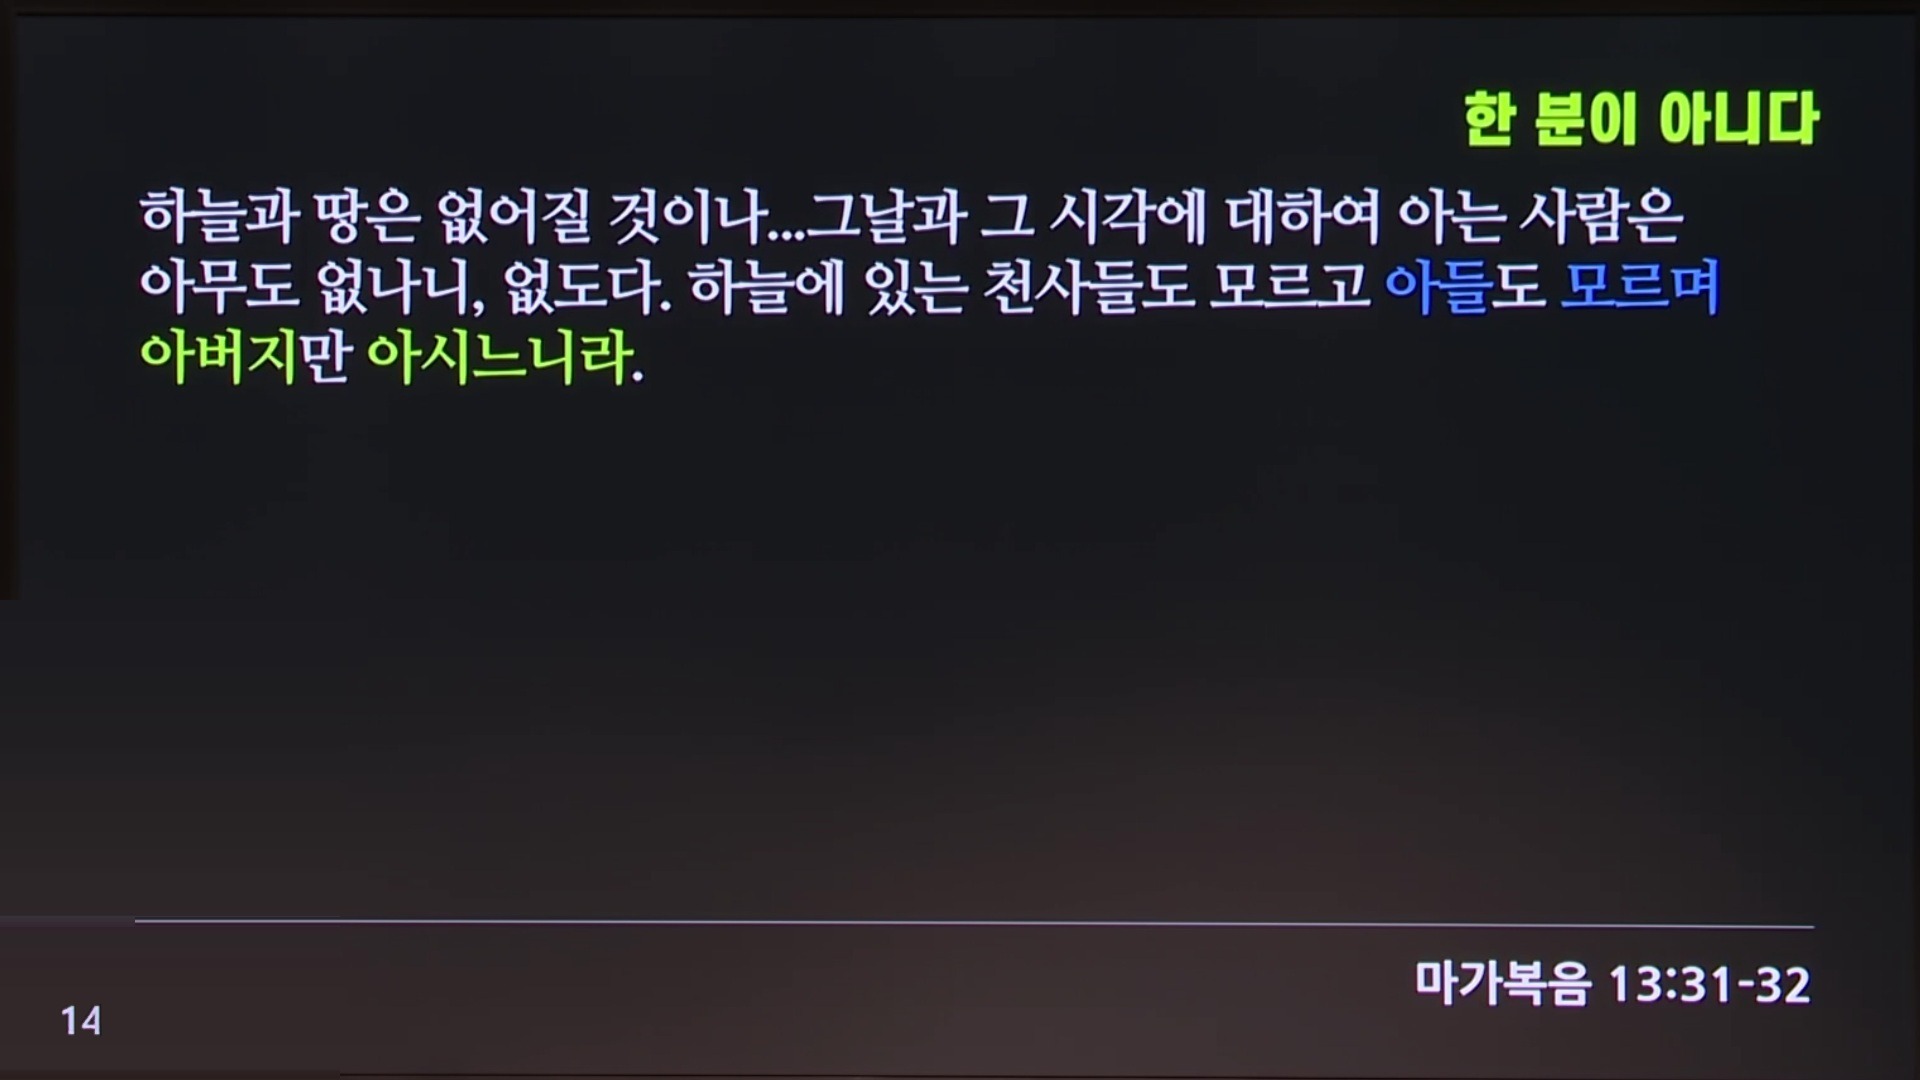 한 분이 아니다
하늘과 땅은 없어질 것이나...그날과 그 시각에 대하여 아는 사람은
아무도 없나니, 없도다. 하늘에 있는 천사들도 모르고 아들도 모르며
아버지만 아시느니라.
마가복음 13:31-32
14